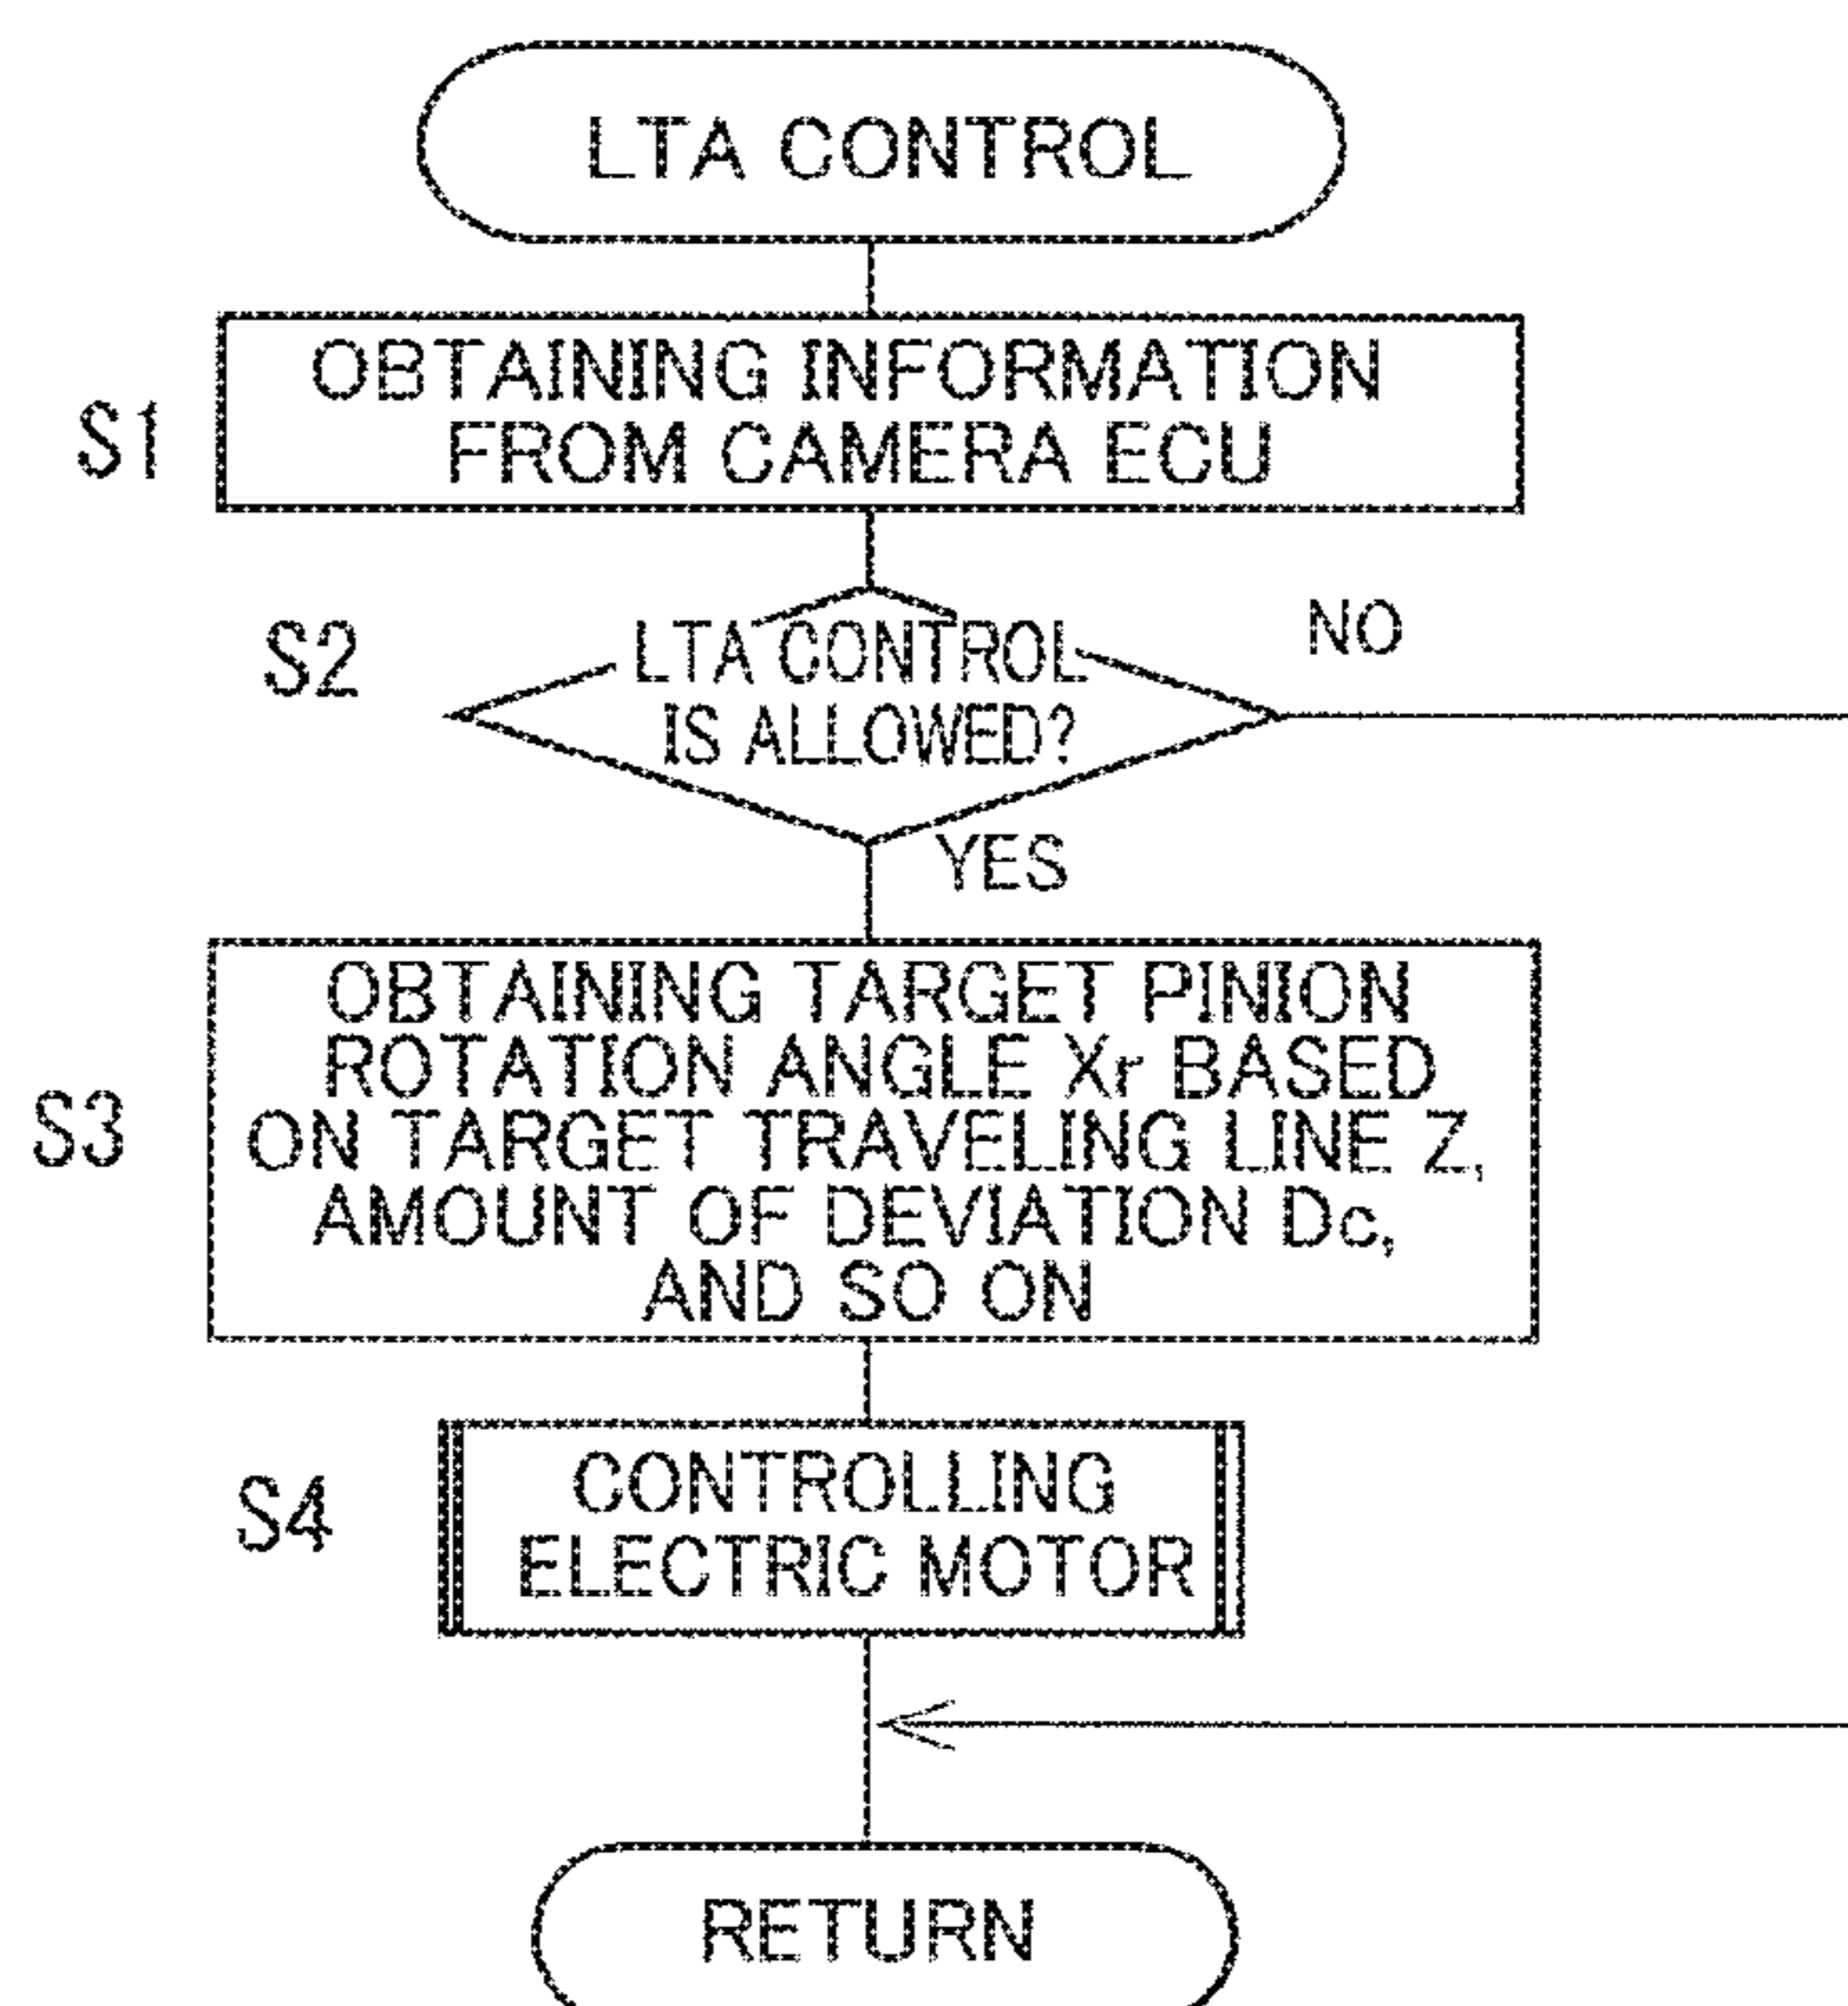 LTA CONTROL
S1
OBTAINING INFORMATION
FROM CAMERA ECU
S2
LTA CONTROL
IS ALLOWED?
NO
YES
S3
OBTAINING TARGET PINION
ROTATION ANGLE Xr BASED
ON TARGET TRAVELING LINE Z,
AMOUNT OF DEVIATION Dc,
AND SO ON
S4
CONTROLLING
ELECTRIC MOTOR
RETURN